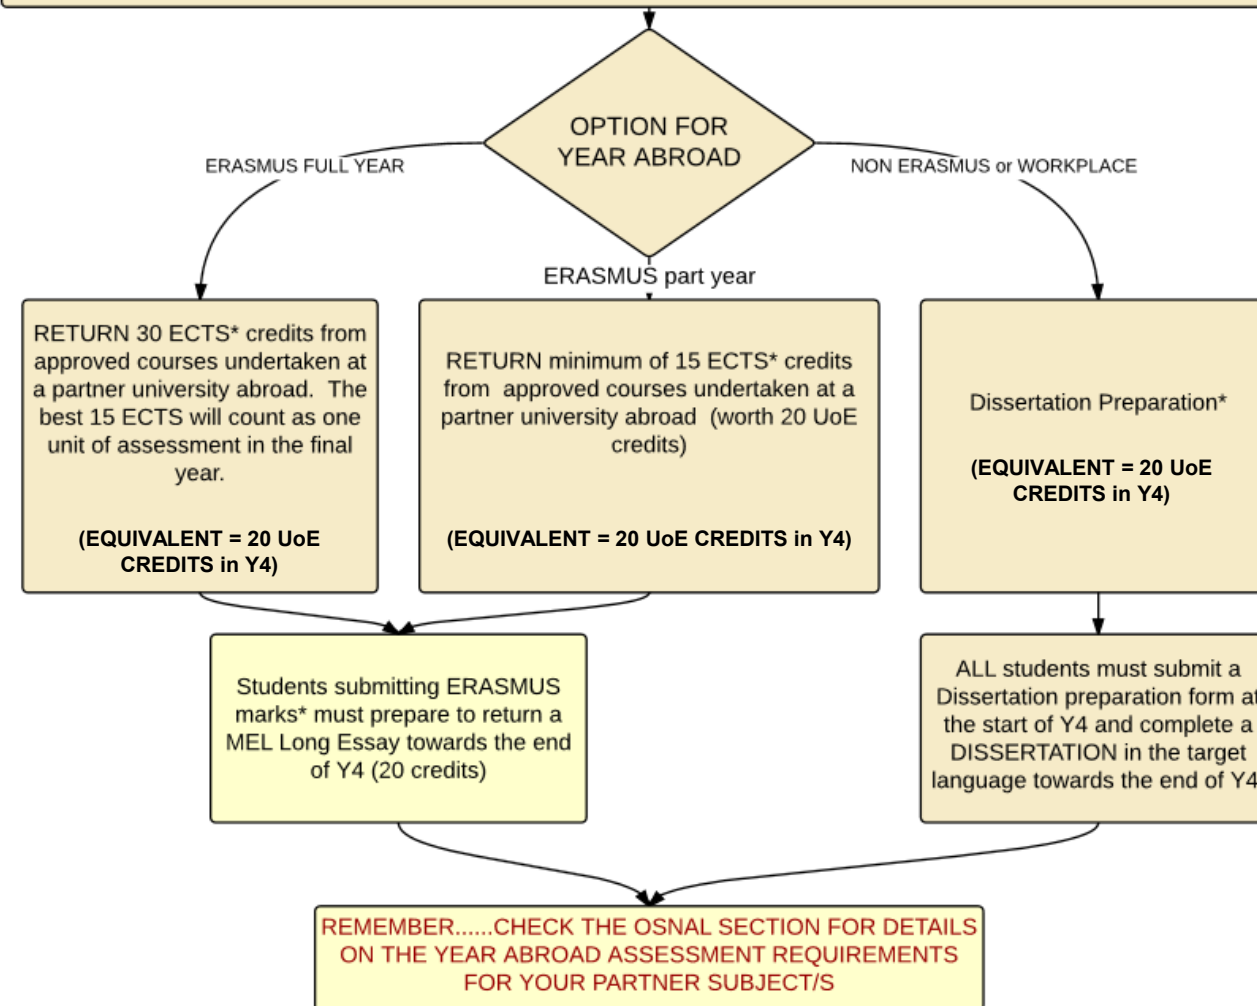 OPTION FOR
YEAR ABROAD
ERASMUS FULL YEAR
NON ERASMUS or WORKPLACE
ERASMUS part year
RETURN 30 ECTS* credits from
approved courses undertaken at
a partner university abroad.  The
best 15 ECTS will count as one
unit of assessment in the final
year.
(EQUIVALENT = 20 UoE
CREDITS in Y4)
RETURN minimum of 15 ECTS* credits
from  approved courses undertaken at a
partner university abroad  (worth 20 UoE
credits)
(EQUIVALENT = 20 UoE CREDITS in Y4)
Dissertation Preparation*
(EQUIVALENT = 20 UoE
CREDITS in Y4)
Students submitting ERASMUS
marks* must prepare to return a
MEL Long Essay towards the end
of Y4 (20 credits)
ALL students must submit a
Dissertation preparation form at
the start of Y4 and complete a
DISSERTATION in the target
language towards the end of Y4
REMEMBER......CHECK THE OSNAL SECTION FOR DETAILS
ON THE YEAR ABROAD ASSESSMENT REQUIREMENTS
FOR YOUR PARTNER SUBJECT/S